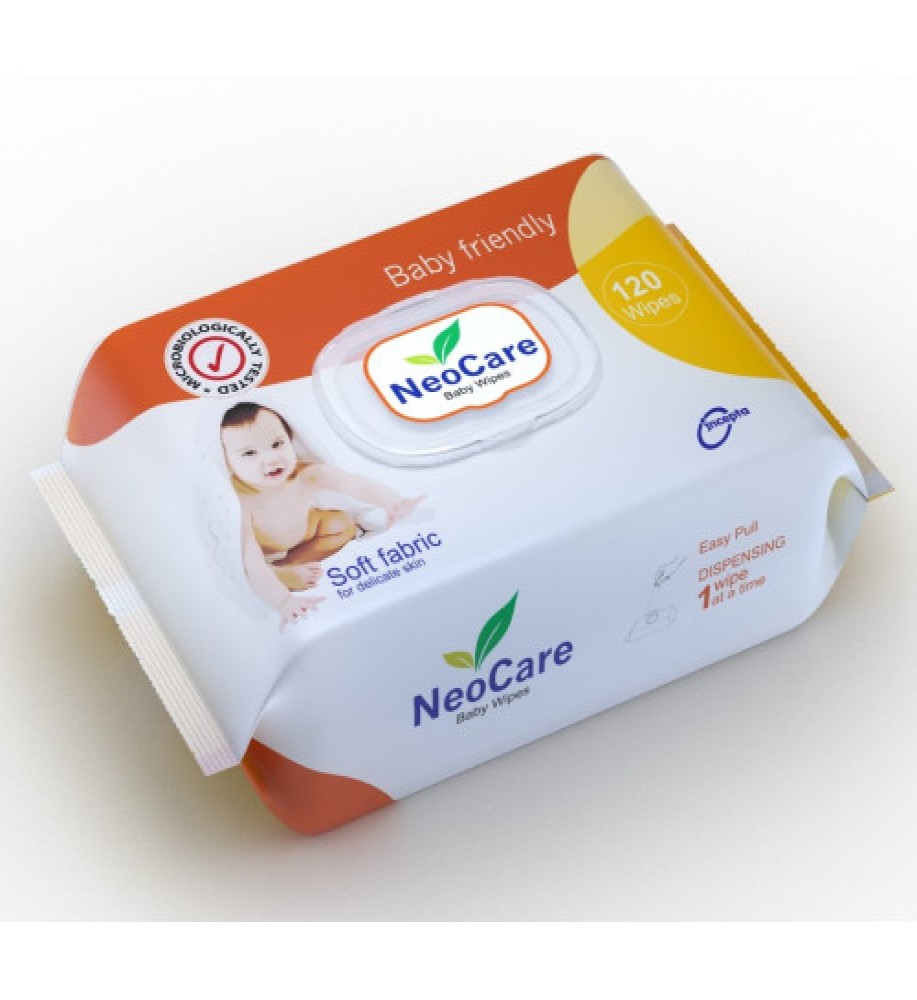 Baby friendly
120
Wipes
MICROBIOLOGICALLY TESTED •
NeoCare
Baby Wipes
Incepta
Soft fabric
for delicate skin
Easy Pull
DISPENSING
1 wipe
at a time
NeoCare
Baby Wipes